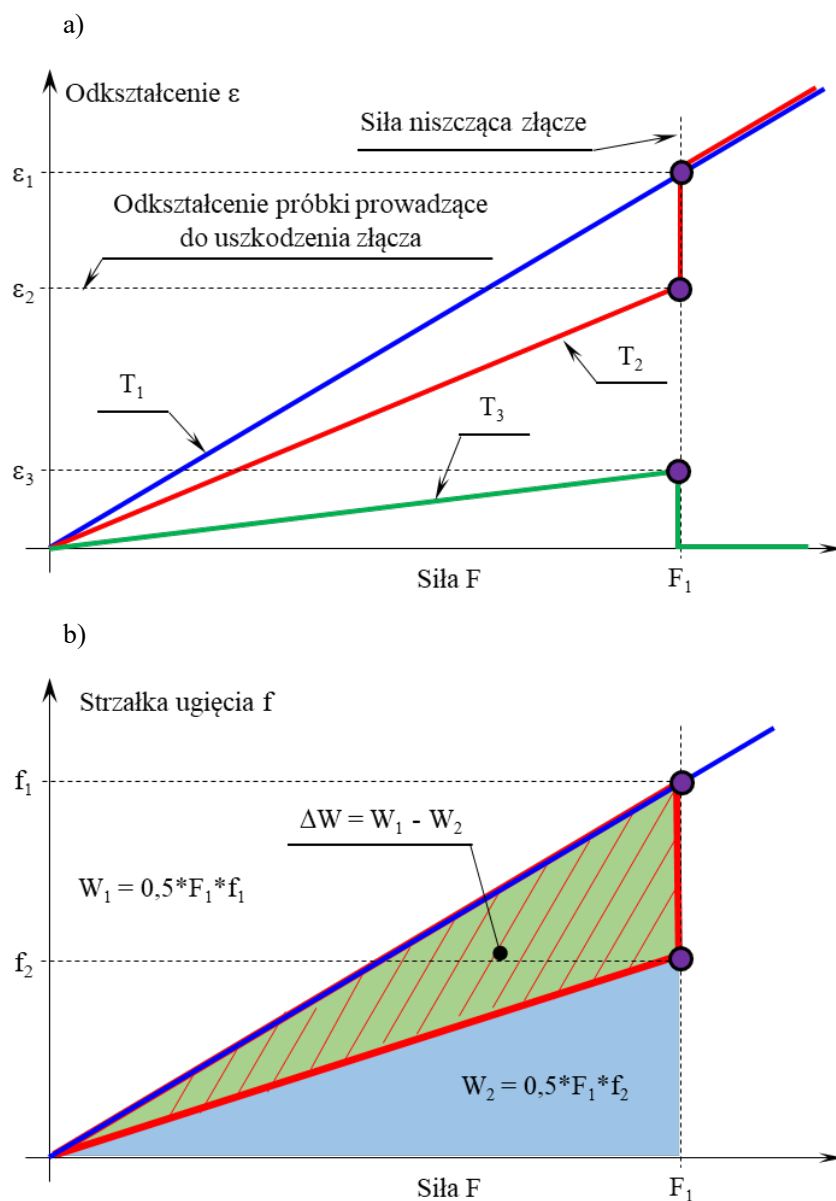 a)
Odkształcenie ε
Siła niszcząca złącze
ε₁
Odkształcenie próbki prowadzące
do uszkodzenia złącza
ε₂
T₂
T₁
T₃
ε₃
Siła F
F₁
b)
Strzałka ugięcia f
f₁
ΔW = W₁ - W₂
W₁ = 0,5*F₁*f₁
f₂
W₂ = 0,5*F₁*f₂
Siła F
F₁